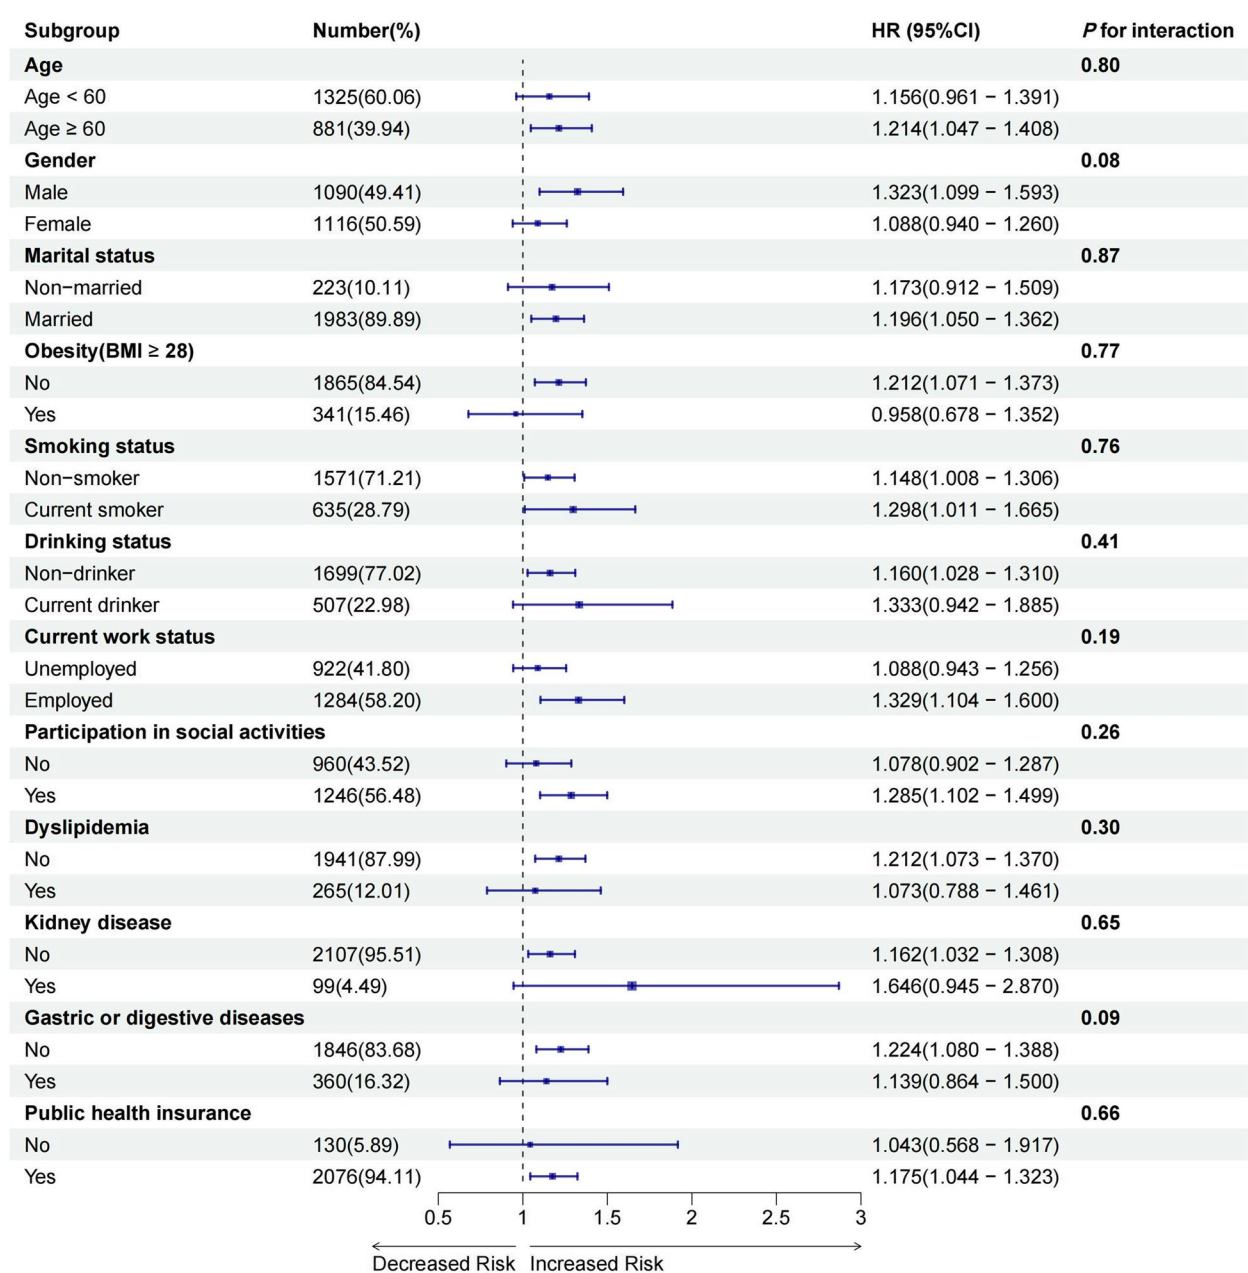 Subgroup Number(%) HR (95%CI) P for interaction
Age 0.80
Age < 60 1325(60.06) 1.156(0.961 − 1.391)
Age ≥ 60 881(39.94) 1.214(1.047 − 1.408)
Gender 0.08
Male 1090(49.41) 1.323(1.099 − 1.593)
Female 1116(50.59) 1.088(0.940 − 1.260)
Marital status 0.87
Non−married 223(10.11) 1.173(0.912 − 1.509)
Married 1983(89.89) 1.196(1.050 − 1.362)
Obesity(BMI ≥ 28) 0.77
No 1865(84.54) 1.212(1.071 − 1.373)
Yes 341(15.46) 0.958(0.678 − 1.352)
Smoking status 0.76
Non−smoker 1571(71.21) 1.148(1.008 − 1.306)
Current smoker 635(28.79) 1.298(1.011 − 1.665)
Drinking status 0.41
Non−drinker 1699(77.02) 1.160(1.028 − 1.310)
Current drinker 507(22.98) 1.333(0.942 − 1.885)
Current work status 0.19
Unemployed 922(41.80) 1.088(0.943 − 1.256)
Employed 1284(58.20) 1.329(1.104 − 1.600)
Participation in social activities 0.26
No 960(43.52) 1.078(0.902 − 1.287)
Yes 1246(56.48) 1.285(1.102 − 1.499)
Dyslipidemia 0.30
No 1941(87.99) 1.212(1.073 − 1.370)
Yes 265(12.01) 1.073(0.788 − 1.461)
Kidney disease 0.65
No 2107(95.51) 1.162(1.032 − 1.308)
Yes 99(4.49) 1.646(0.945 − 2.870)
Gastric or digestive diseases 0.09
No 1846(83.68) 1.224(1.080 − 1.388)
Yes 360(16.32) 1.139(0.864 − 1.500)
Public health insurance 0.66
No 130(5.89) 1.043(0.568 − 1.917)
Yes 2076(94.11) 1.175(1.044 − 1.323)
0.5 1 1.5 2 2.5 3
Decreased Risk Increased Risk